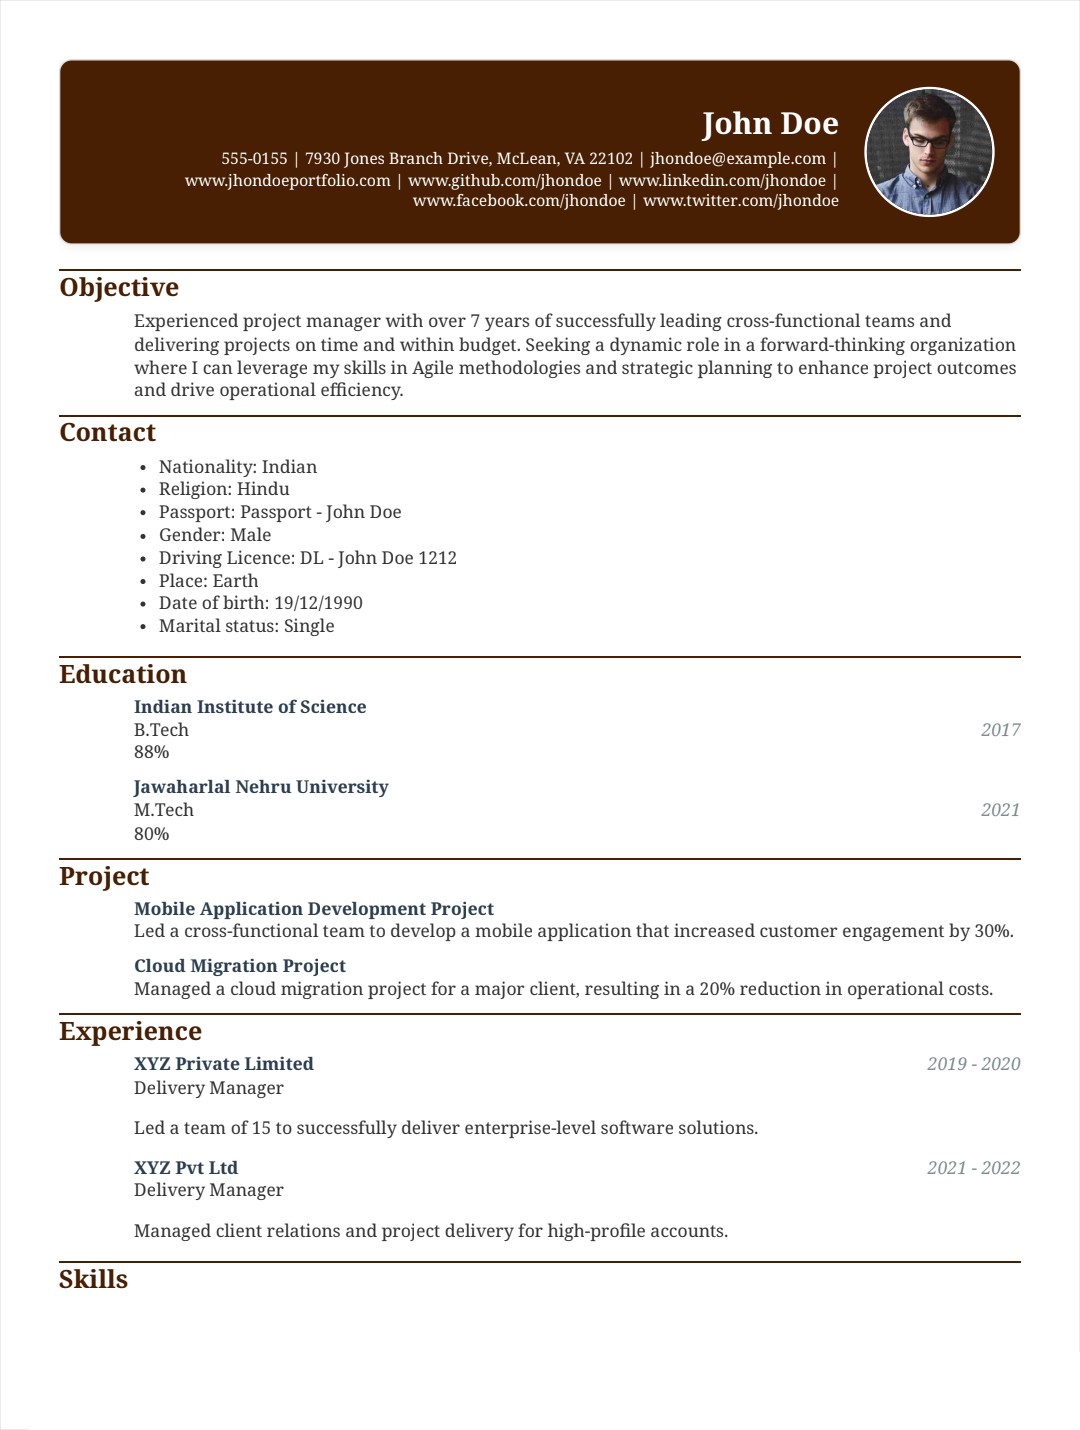 John Doe
555-0155 | 7930 Jones Branch Drive, McLean, VA 22102 | jhondoe@example.com |
www.jhondoeportfolio.com | www.github.com/jhondoe | www.linkedin.com/jhondoe |
www.facebook.com/jhondoe | www.twitter.com/jhondoe
Objective
Experienced project manager with over 7 years of successfully leading cross-functional teams and
delivering projects on time and within budget. Seeking a dynamic role in a forward-thinking organization
where I can leverage my skills in Agile methodologies and strategic planning to enhance project outcomes
and drive operational efficiency.
Contact
• Nationality: Indian
• Religion: Hindu
• Passport: Passport - John Doe
• Gender: Male
• Driving Licence: DL - John Doe 1212
• Place: Earth
• Date of birth: 19/12/1990
• Marital status: Single
Education
Indian Institute of Science
B.Tech 2017
88%
Jawaharlal Nehru University
M.Tech 2021
80%
Project
Mobile Application Development Project
Led a cross-functional team to develop a mobile application that increased customer engagement by 30%.
Cloud Migration Project
Managed a cloud migration project for a major client, resulting in a 20% reduction in operational costs.
Experience
XYZ Private Limited 2019 - 2020
Delivery Manager
Led a team of 15 to successfully deliver enterprise-level software solutions.
XYZ Pvt Ltd 2021 - 2022
Delivery Manager
Managed client relations and project delivery for high-profile accounts.
Skills